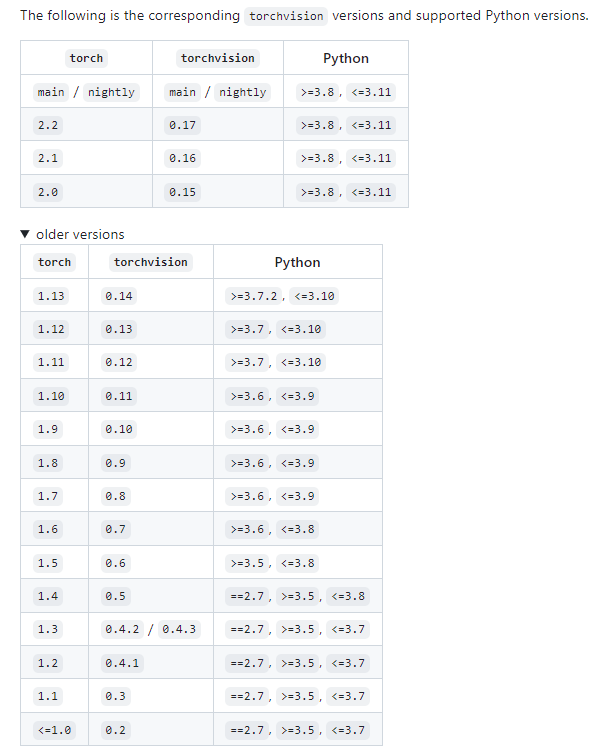 The following is the corresponding torchvision versions and supported Python versions.
torch torchvision Python
main / nightly main / nightly >=3.8 , <=3.11
2.2 0.17 >=3.8 , <=3.11
2.1 0.16 >=3.8 , <=3.11
2.0 0.15 >=3.8 , <=3.11
▼ older versions
torch torchvision Python
1.13 0.14 >=3.7.2 , <=3.10
1.12 0.13 >=3.7 , <=3.10
1.11 0.12 >=3.7 , <=3.10
1.10 0.11 >=3.6 , <=3.9
1.9 0.10 >=3.6 , <=3.9
1.8 0.9 >=3.6 , <=3.9
1.7 0.8 >=3.6 , <=3.9
1.6 0.7 >=3.6 , <=3.8
1.5 0.6 >=3.5 , <=3.8
1.4 0.5 ==2.7 , >=3.5 , <=3.8
1.3 0.4.2 / 0.4.3 ==2.7 , >=3.5 , <=3.7
1.2 0.4.1 ==2.7 , >=3.5 , <=3.7
1.1 0.3 ==2.7 , >=3.5 , <=3.7
<=1.0 0.2 ==2.7 , >=3.5 , <=3.7